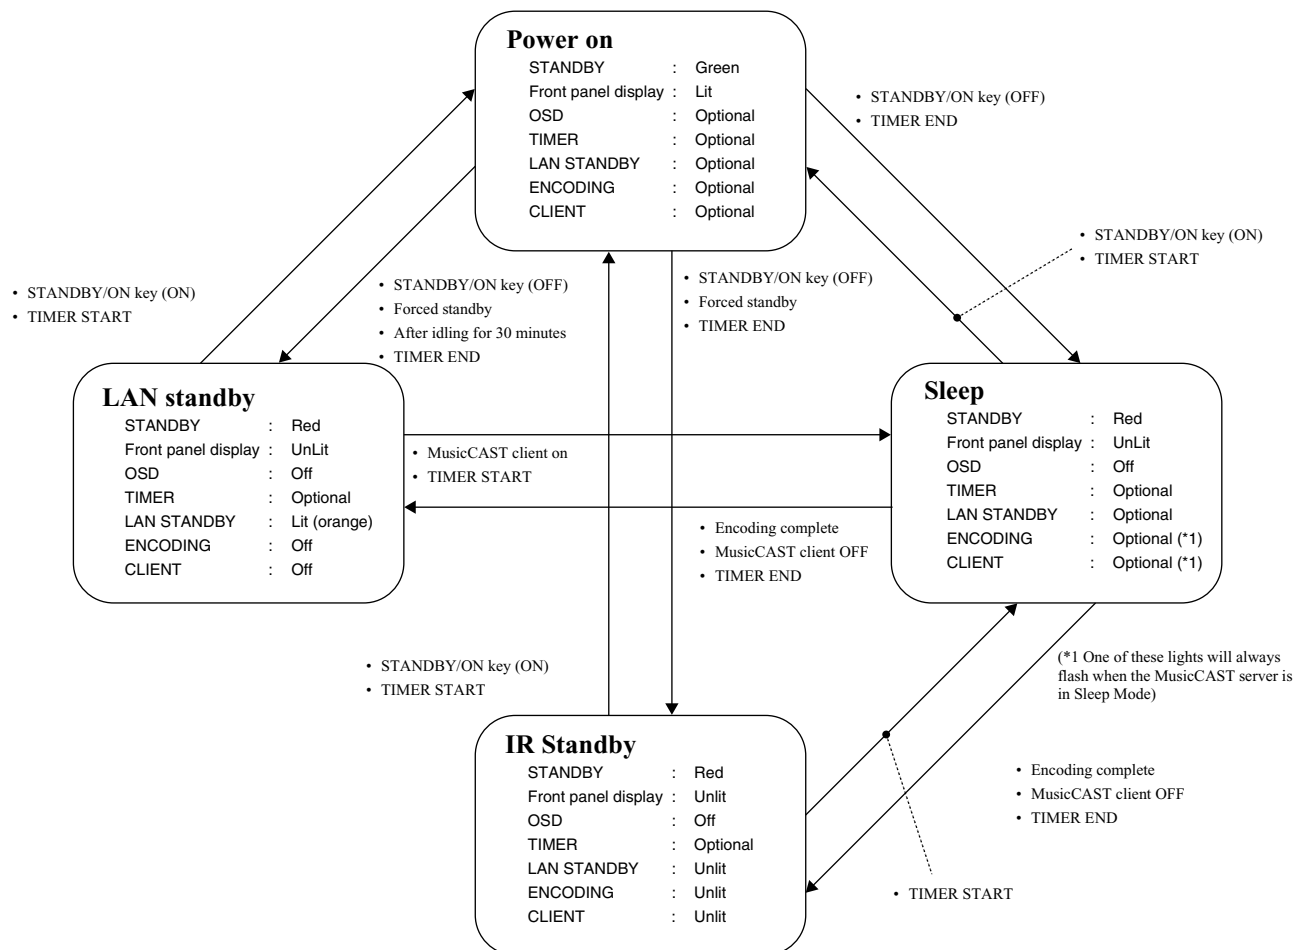 Power on
STANDBY : Green
Front panel display : Lit
OSD : Optional
TIMER : Optional
LAN STANDBY : Optional
ENCODING : Optional
CLIENT : Optional
• STANDBY/ON key (OFF)
• TIMER END
• STANDBY/ON key (ON)
• TIMER START
• STANDBY/ON key (ON)
• TIMER START
• STANDBY/ON key (OFF)
• Forced standby
• After idling for 30 minutes
• TIMER END
• STANDBY/ON key (OFF)
• Forced standby
• TIMER END
LAN standby
STANDBY : Red
Front panel display : UnLit
OSD : Off
TIMER : Optional
LAN STANDBY : Lit (orange)
ENCODING : Off
CLIENT : Off
• MusicCAST client on
• TIMER START
• Encoding complete
• MusicCAST client OFF
• TIMER END
Sleep
STANDBY : Red
Front panel display : UnLit
OSD : Off
TIMER : Optional
LAN STANDBY : Optional
ENCODING : Optional (*1)
CLIENT : Optional (*1)
(*1 One of these lights will always
flash when the MusicCAST server is
in Sleep Mode)
• STANDBY/ON key (ON)
• TIMER START
IR Standby
STANDBY : Red
Front panel display : Unlit
OSD : Off
TIMER : Optional
LAN STANDBY : Unlit
ENCODING : Unlit
CLIENT : Unlit
• Encoding complete
• MusicCAST client OFF
• TIMER END
• TIMER START